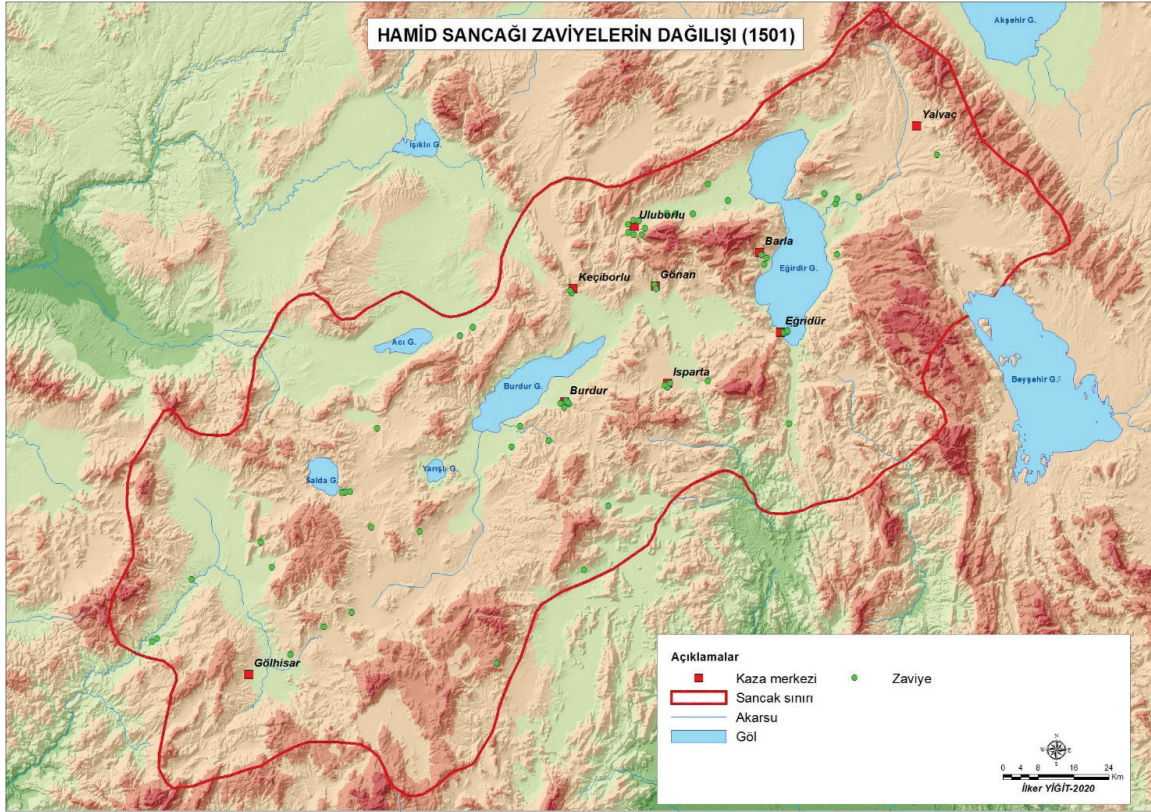 HAMİD SANCAĞI ZAVİYELERİN DAĞILIŞI (1501)
Akşehir G.
Yalvaç
Işıklı G.
Uluborlu
Barla
Eğirdir G.
Keçiborlu
Gönan
Eğridür
Acı G.
Beyşehir G.
Burdur G.
Isparta
Burdur
Yarışlı G.
Salda G.
Gölhisar
Açıklamalar
Kaza merkezi
Zaviye
Sancak sınırı
Akarsu
Göl
N
W E
S
0 4 8 16 24 Km
İlker YİĞİT-2020